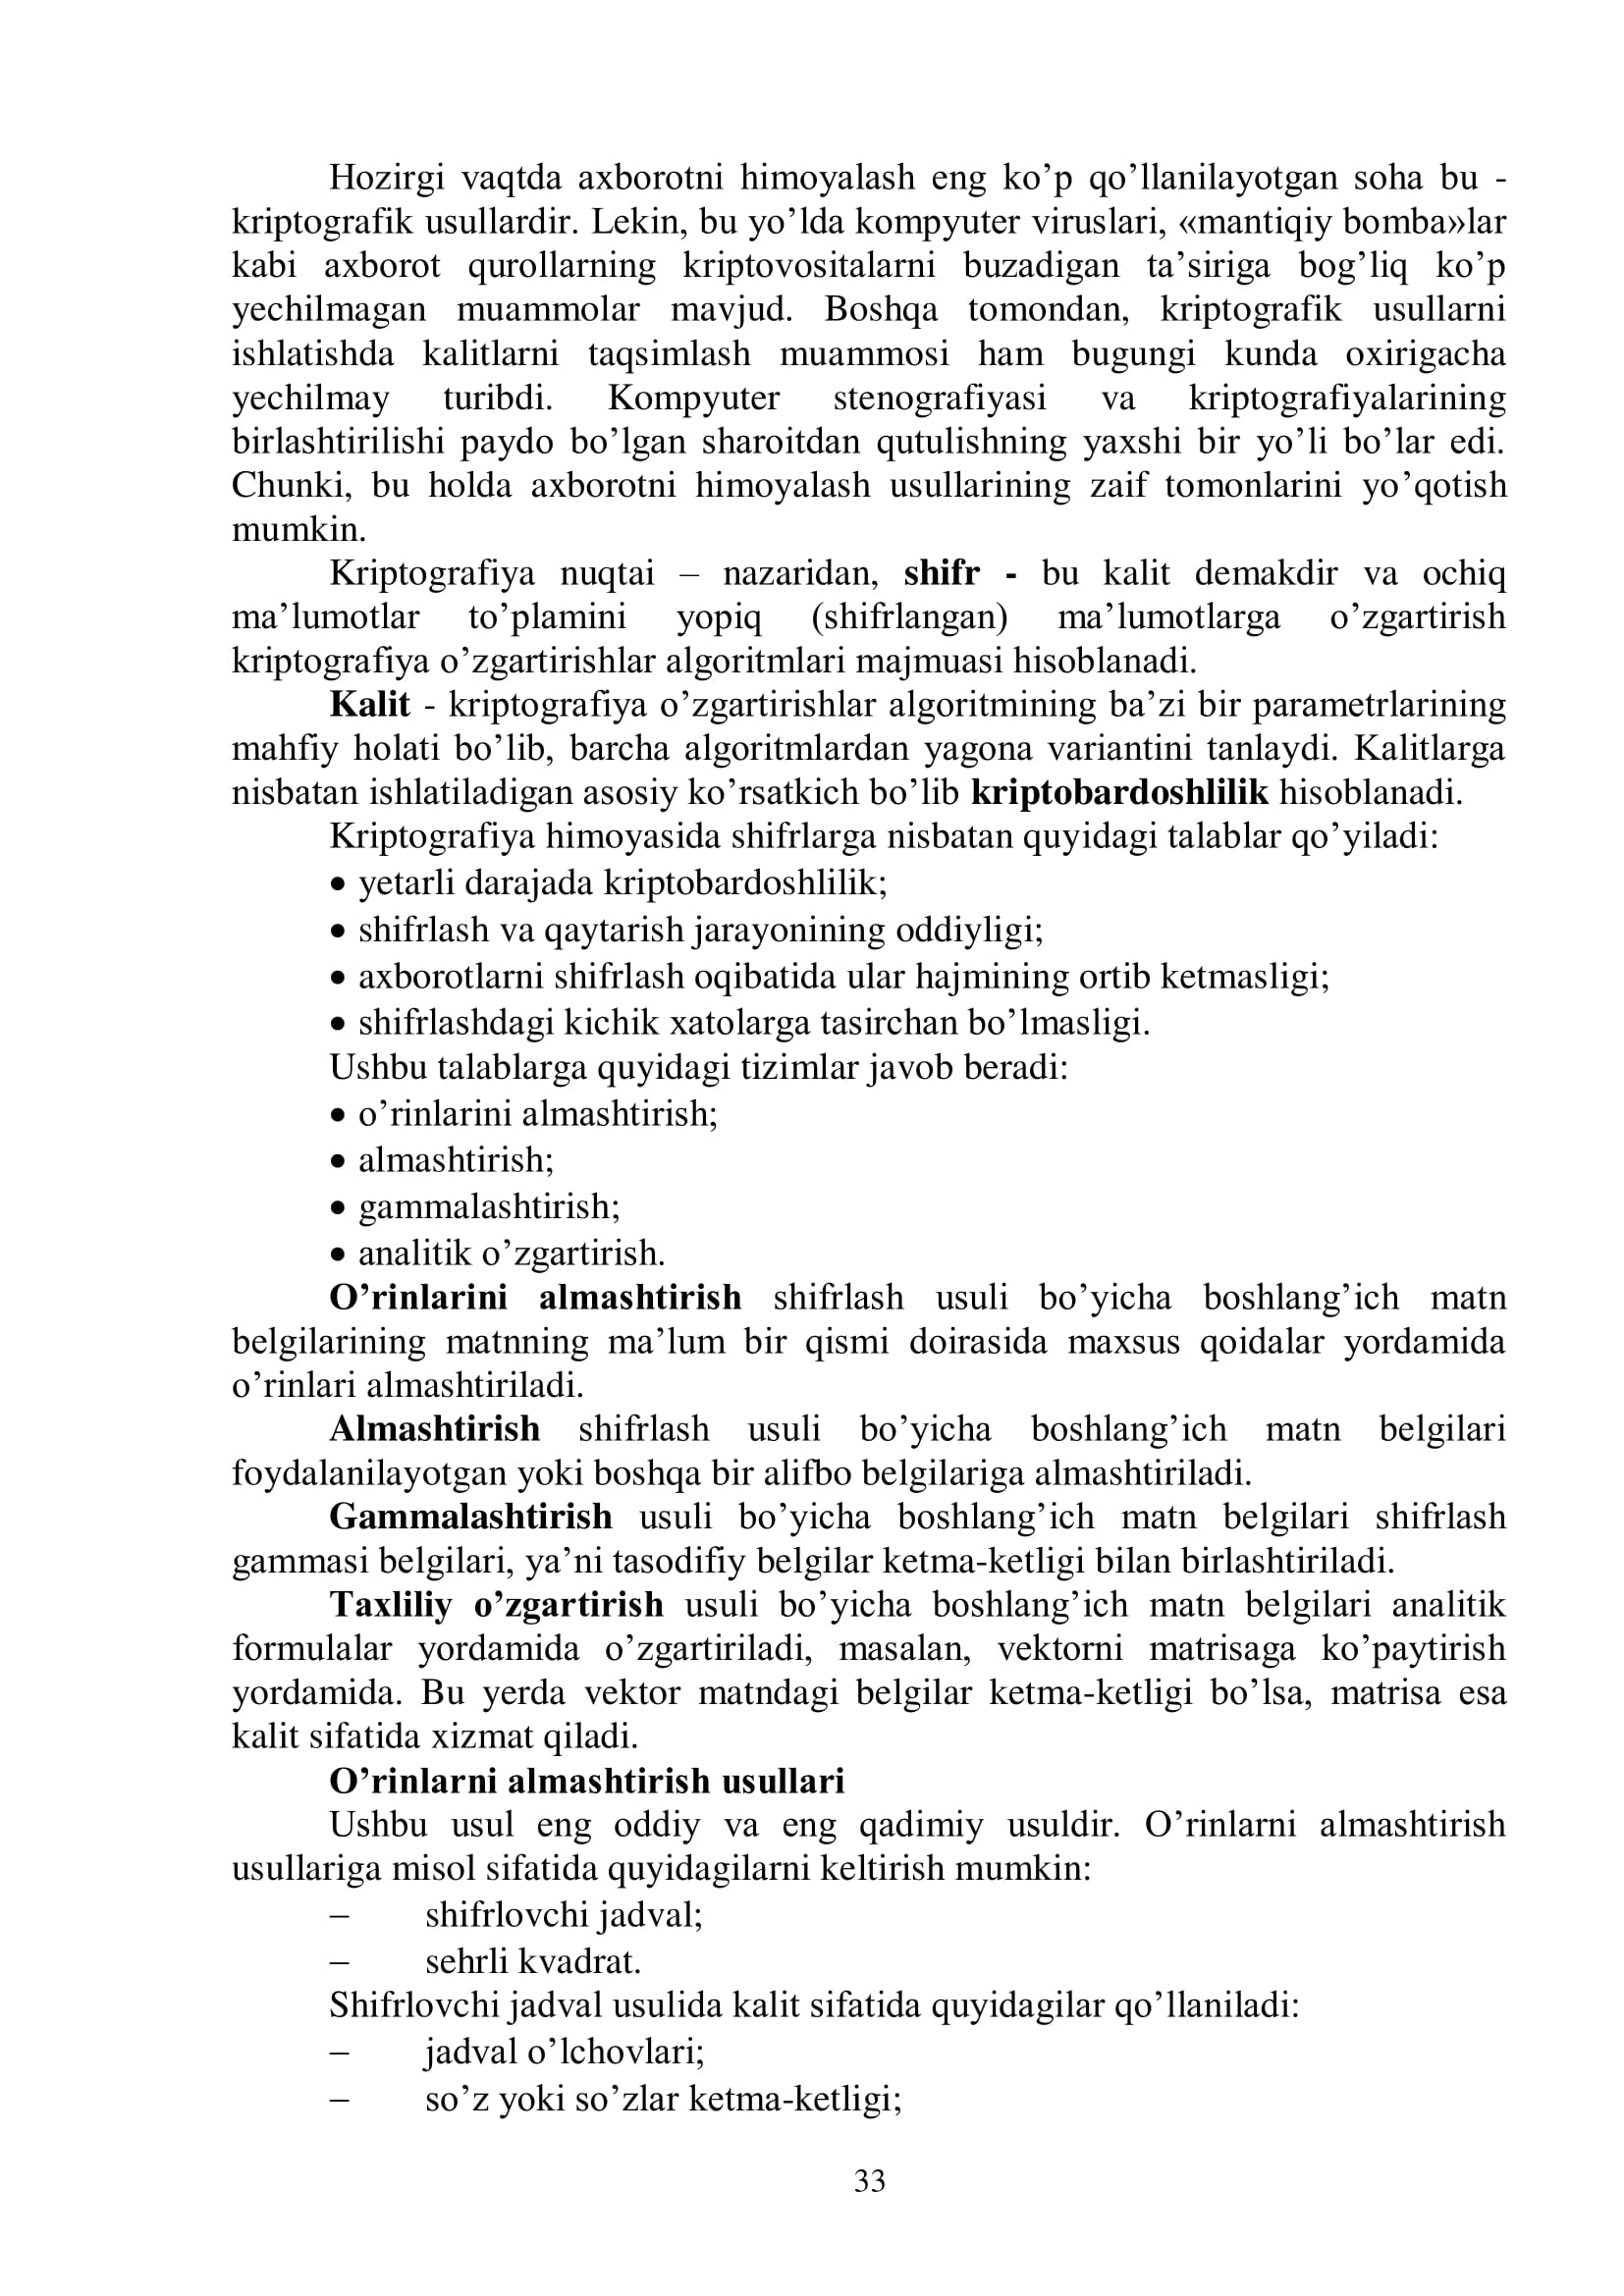 Hozirgi vaqtda axborotni himoyalash eng ko’p qo’llanilayotgan soha bu -
kriptografik usullardir. Lekin, bu yo’lda kompyuter viruslari, «mantiqiy bomba»lar
kabi axborot qurollarning kriptovositalarni buzadigan ta’siriga bog’liq ko’p
yechilmagan muammolar mavjud. Boshqa tomondan, kriptografik usullarni
ishlatishda kalitlarni taqsimlash muammosi ham bugungi kunda oxirigacha
yechilmay turibdi. Kompyuter stenografiyasi va kriptografiyalarining
birlashtirilishi paydo bo’lgan sharoitdan qutulishning yaxshi bir yo’li bo’lar edi.
Chunki, bu holda axborotni himoyalash usullarining zaif tomonlarini yo’qotish
mumkin.
Kriptografiya nuqtai – nazaridan, shifr - bu kalit demakdir va ochiq
ma’lumotlar to’plamini yopiq (shifrlangan) ma’lumotlarga o’zgartirish
kriptografiya o’zgartirishlar algoritmlari majmuasi hisoblanadi.
Kalit - kriptografiya o’zgartirishlar algoritmining ba’zi bir parametrlarining
mahfiy holati bo’lib, barcha algoritmlardan yagona variantini tanlaydi. Kalitlarga
nisbatan ishlatiladigan asosiy ko’rsatkich bo’lib kriptobardoshlilik hisoblanadi.
Kriptografiya himoyasida shifrlarga nisbatan quyidagi talablar qo’yiladi:
• yetarli darajada kriptobardoshlilik;
• shifrlash va qaytarish jarayonining oddiyligi;
• axborotlarni shifrlash oqibatida ular hajmining ortib ketmasligi;
• shifrlashdagi kichik xatolarga tasirchan bo’lmasligi.
Ushbu talablarga quyidagi tizimlar javob beradi:
• o’rinlarini almashtirish;
• almashtirish;
• gammalashtirish;
• analitik o’zgartirish.
O’rinlarini almashtirish shifrlash usuli bo’yicha boshlang’ich matn
belgilarining matnning ma’lum bir qismi doirasida maxsus qoidalar yordamida
o’rinlari almashtiriladi.
Almashtirish shifrlash usuli bo’yicha boshlang’ich matn belgilari
foydalanilayotgan yoki boshqa bir alifbo belgilariga almashtiriladi.
Gammalashtirish usuli bo’yicha boshlang’ich matn belgilari shifrlash
gammasi belgilari, ya’ni tasodifiy belgilar ketma-ketligi bilan birlashtiriladi.
Taxliliy o’zgartirish usuli bo’yicha boshlang’ich matn belgilari analitik
formulalar yordamida o’zgartiriladi, masalan, vektorni matrisaga ko’paytirish
yordamida. Bu yerda vektor matndagi belgilar ketma-ketligi bo’lsa, matrisa esa
kalit sifatida xizmat qiladi.
O’rinlarni almashtirish usullari
Ushbu usul eng oddiy va eng qadimiy usuldir. O’rinlarni almashtirish
usullariga misol sifatida quyidagilarni keltirish mumkin:
– shifrlovchi jadval;
– sehrli kvadrat.
Shifrlovchi jadval usulida kalit sifatida quyidagilar qo’llaniladi:
– jadval o’lchovlari;
– so’z yoki so’zlar ketma-ketligi;
33